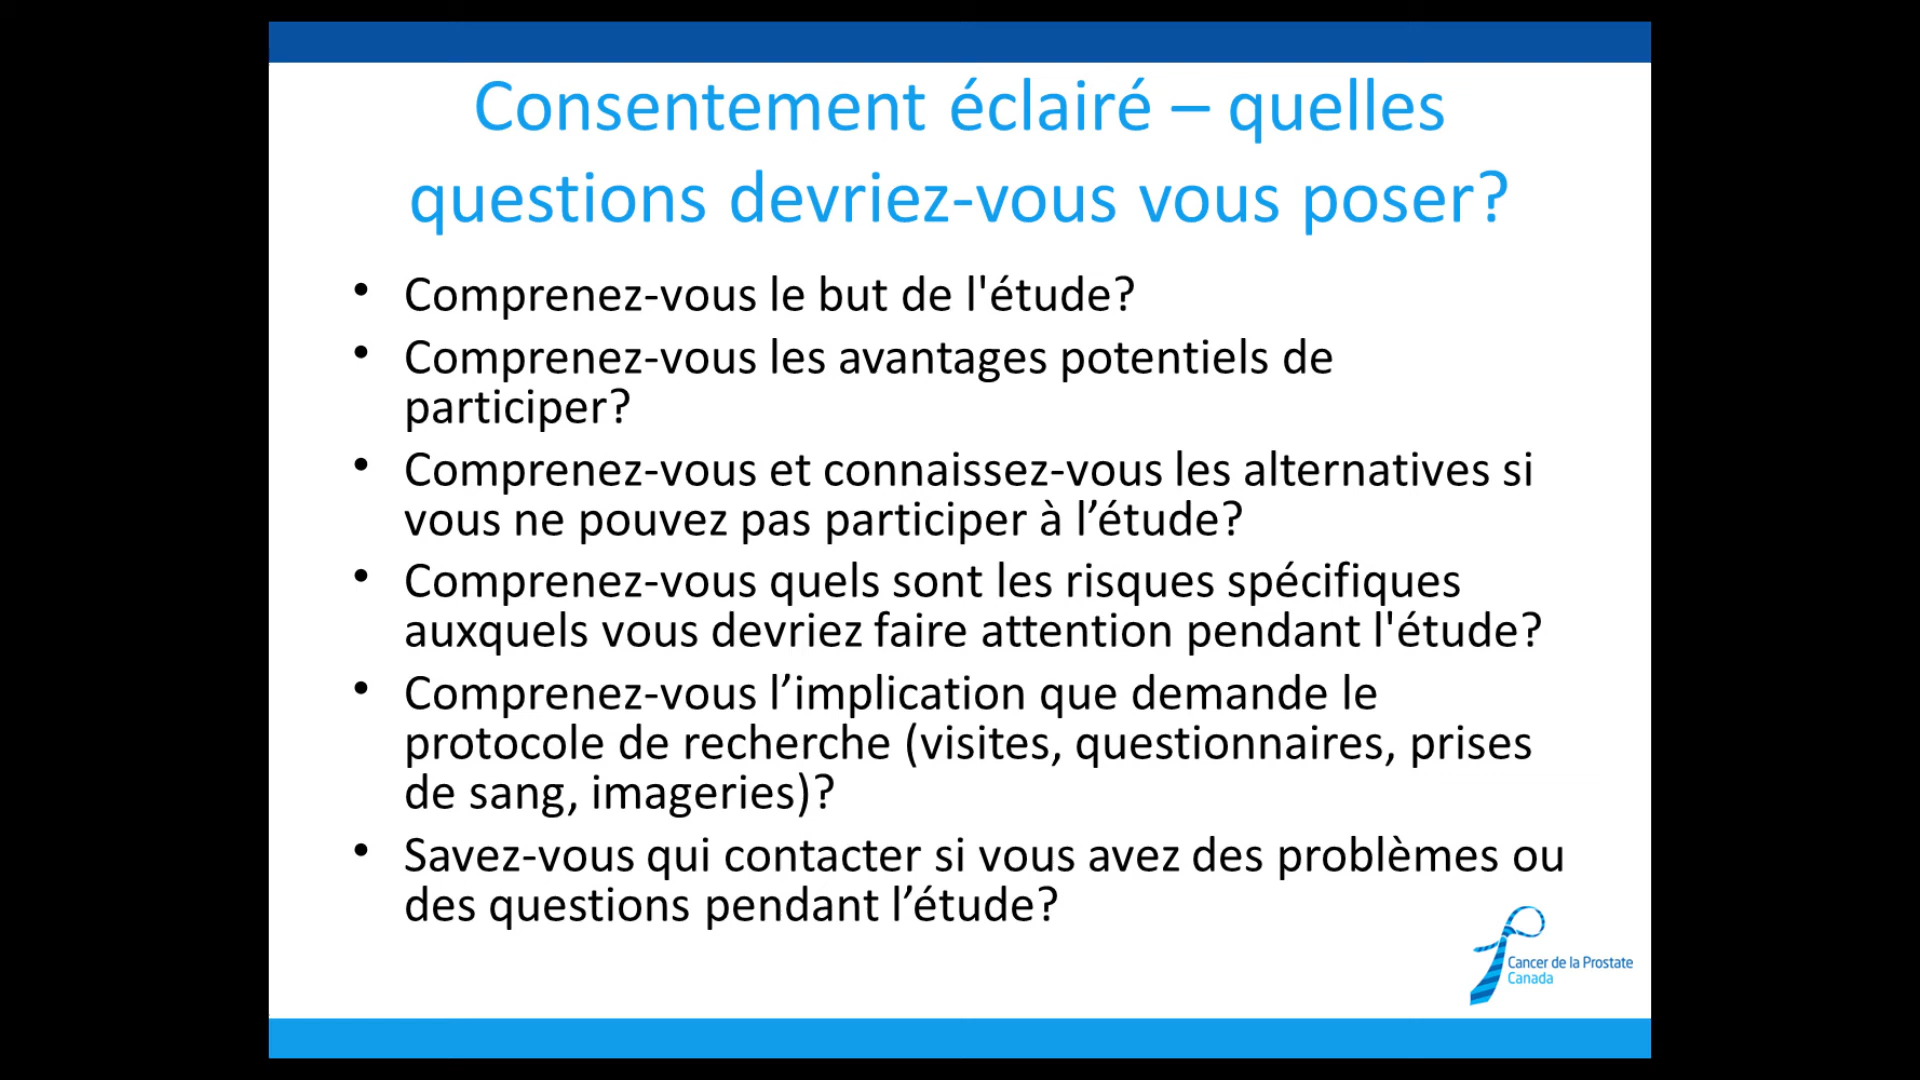 Consentement éclairé – quelles
questions devriez-vous vous poser?
• Comprenez-vous le but de l'étude?
• Comprenez-vous les avantages potentiels de
participer?
• Comprenez-vous et connaissez-vous les alternatives si
vous ne pouvez pas participer à l’étude?
• Comprenez-vous quels sont les risques spécifiques
auxquels vous devriez faire attention pendant l'étude?
• Comprenez-vous l’implication que demande le
protocole de recherche (visites, questionnaires, prises
de sang, imageries)?
• Savez-vous qui contacter si vous avez des problèmes ou
des questions pendant l’étude?
Cancer de la Prostate
Canada